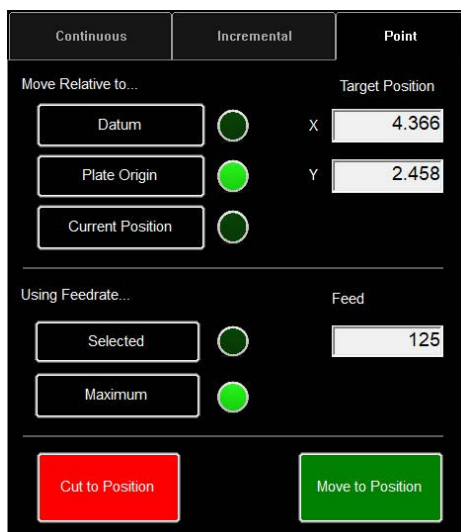 Continuous Incremental Point
Move Relative to... Target Position
Datum X 4.366
Plate Origin Y 2.458
Current Position
Using Feedrate... Feed
Selected 125
Maximum
Cut to Position Move to Position